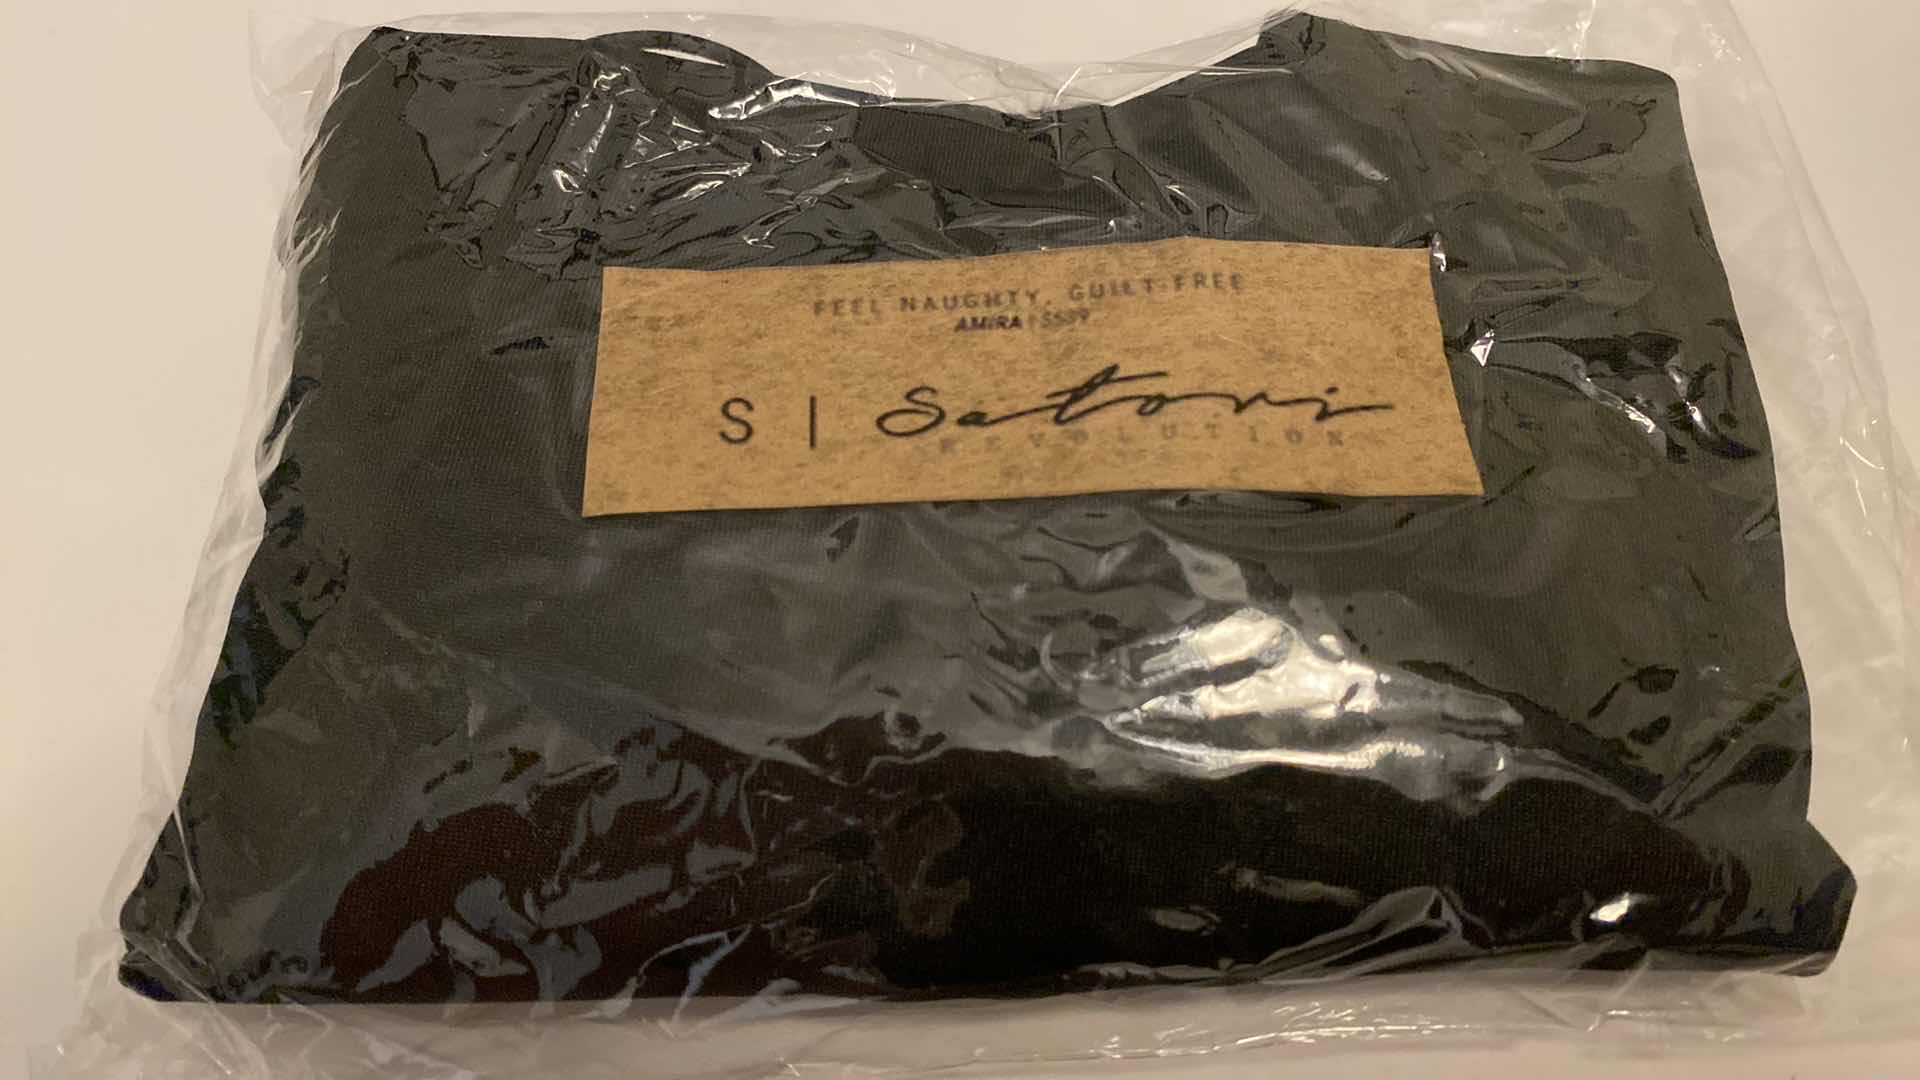 FEEL NAUGHTY, GUILT FREE
AMIRA
S | Satori
REVOLUTION